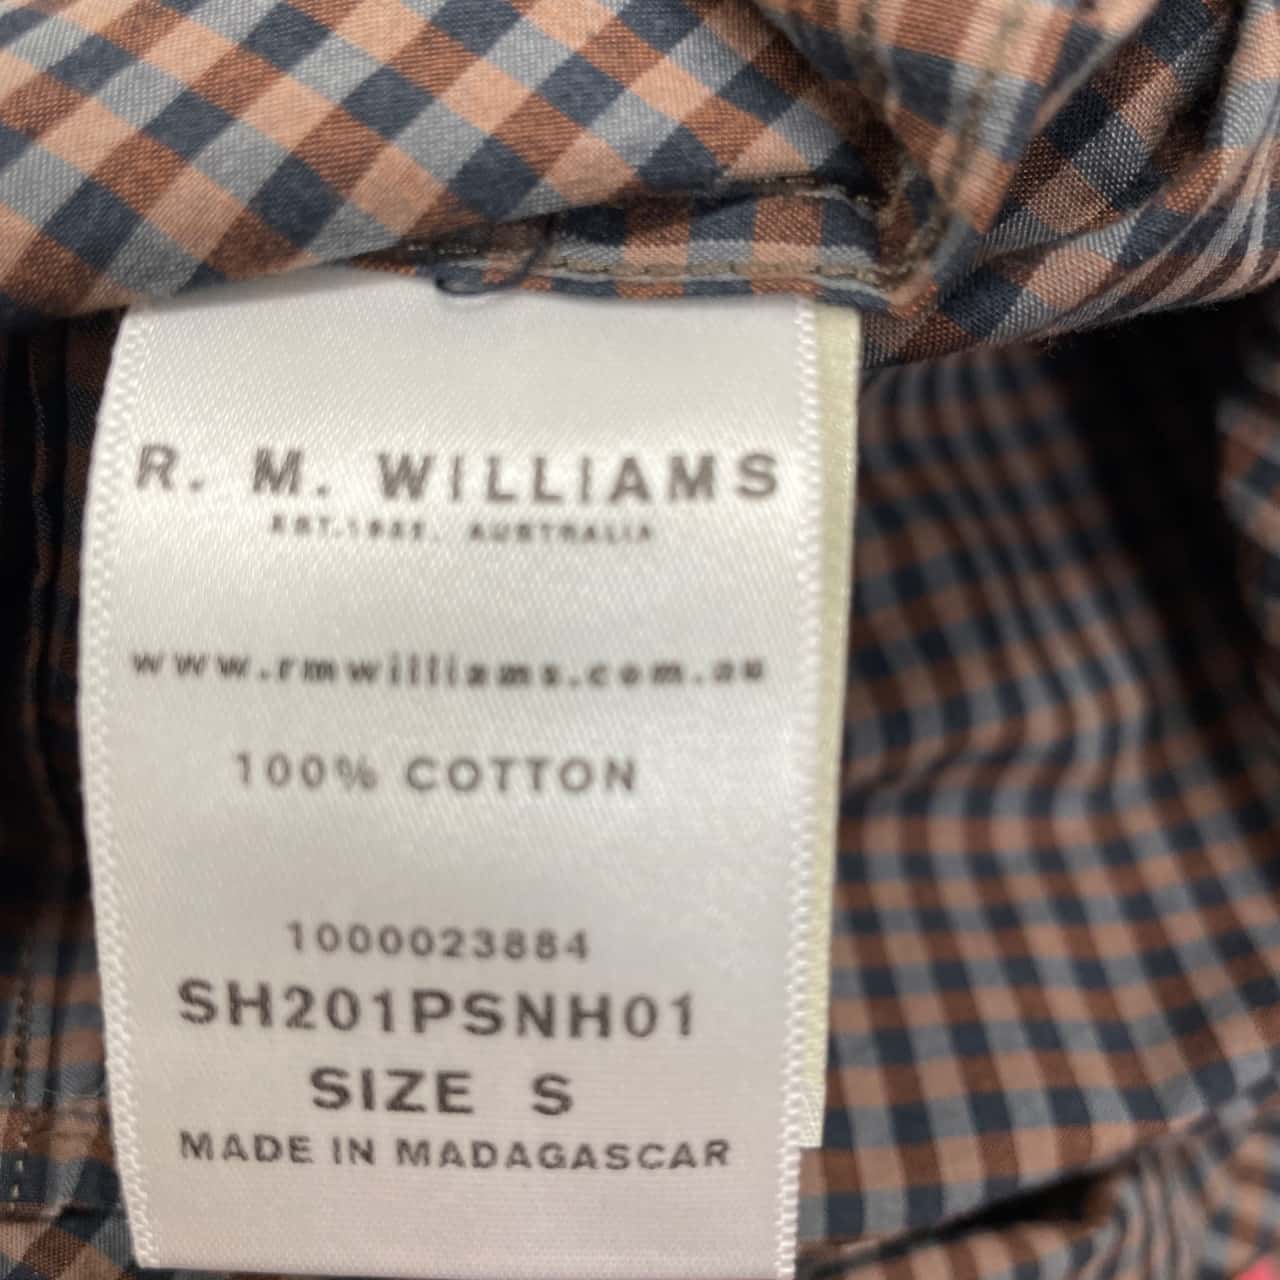 R. M. WILLIAMS
EST.1932. AUSTRALIA
www.rmwilliams.com.au
100% COTTON
1000023884
SH201PSNH01
SIZE S
MADE IN MADAGASCAR